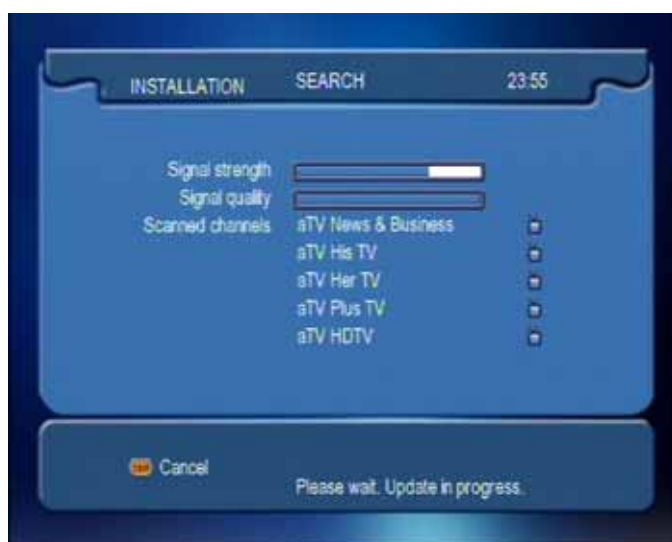 INSTALLATION SEARCH 23:55
Signal strength
Signal quality
Scanned channels aTV News & Business
aTV His TV
aTV Her TV
aTV Plus TV
aTV HDTV
Cancel
Please wait. Update in progress.